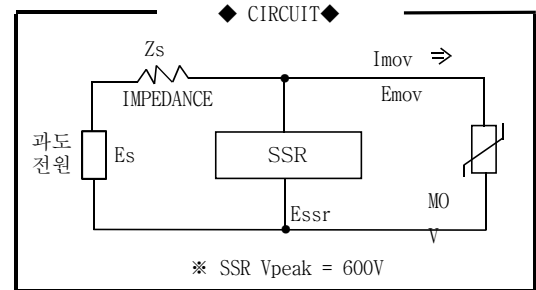 ◆ CIRCUIT◆
Zs
Imov ⇒
IMPEDANCE
Emov
과도
전원
Es
SSR
Essr
MO
V
※ SSR Vpeak = 600V